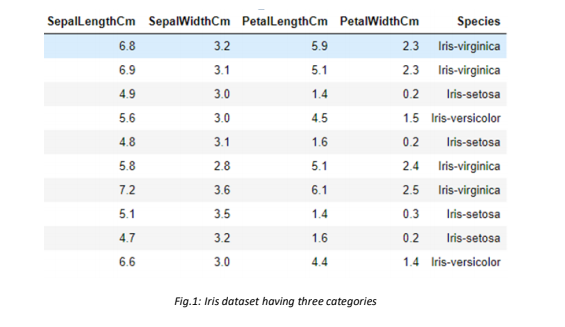 SepalLengthCm SepalWidthCm PetalLengthCm PetalWidthCm Species
6.8 3.2 5.9 2.3 Iris-virginica
6.9 3.1 5.1 2.3 Iris-virginica
4.9 3.0 1.4 0.2 Iris-setosa
5.6 3.0 4.5 1.5 Iris-versicolor
4.8 3.1 1.6 0.2 Iris-setosa
5.8 2.8 5.1 2.4 Iris-virginica
7.2 3.6 6.1 2.5 Iris-virginica
5.1 3.5 1.4 0.3 Iris-setosa
4.7 3.2 1.6 0.2 Iris-setosa
6.6 3.0 4.4 1.4 Iris-versicolor
Fig.1: Iris dataset having three categories